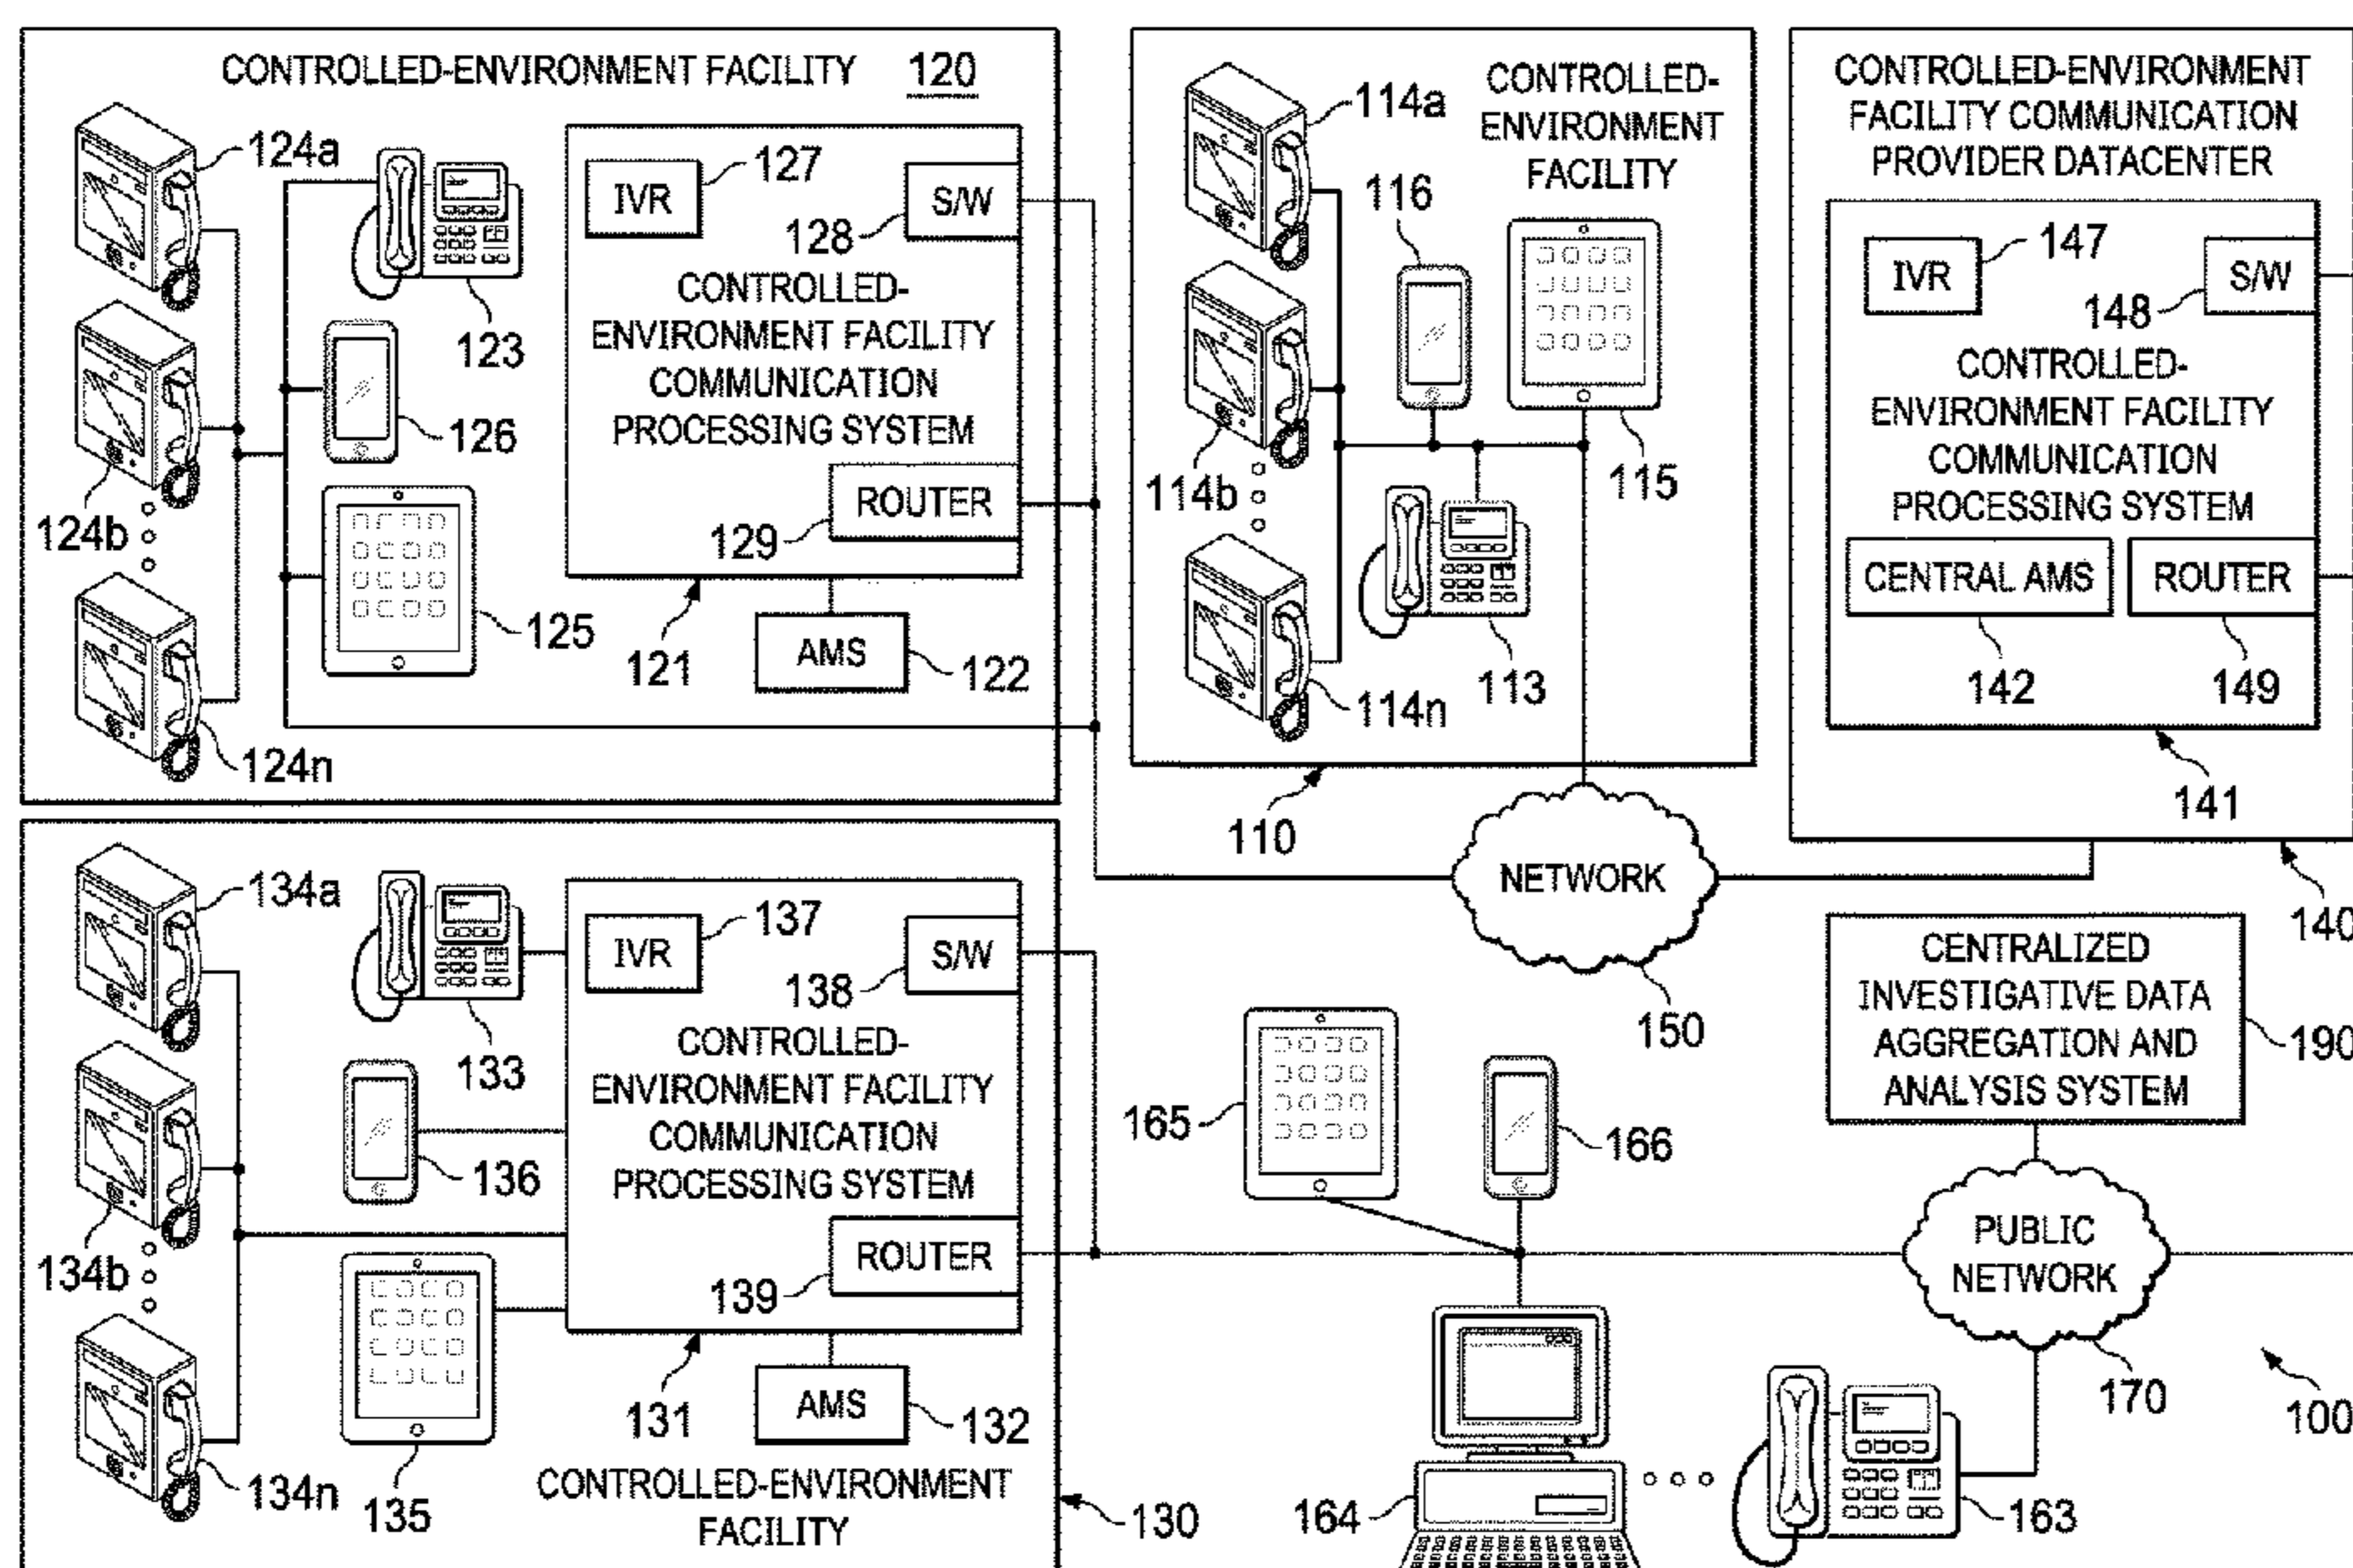 CONTROLLED-ENVIRONMENT FACILITY 120
124a
124b
124n
123
126
125
IVR
127
S/W
128
CONTROLLED-
ENVIRONMENT FACILITY
COMMUNICATION
PROCESSING SYSTEM
ROUTER
129
121
AMS
122
CONTROLLED-
ENVIRONMENT
FACILITY
114a
114b
114n
116
115
113
110
CONTROLLED-ENVIRONMENT
FACILITY COMMUNICATION
PROVIDER DATACENTER
IVR
147
S/W
148
CONTROLLED-
ENVIRONMENT FACILITY
COMMUNICATION
PROCESSING SYSTEM
CENTRAL AMS
ROUTER
142
149
141
140
NETWORK
150
134a
134b
134n
133
136
135
IVR
137
S/W
138
CONTROLLED-
ENVIRONMENT FACILITY
COMMUNICATION
PROCESSING SYSTEM
ROUTER
139
131
AMS
132
CONTROLLED-ENVIRONMENT
FACILITY
130
165
166
CENTRALIZED
INVESTIGATIVE DATA
AGGREGATION AND
ANALYSIS SYSTEM
190
PUBLIC
NETWORK
170
100
164
163